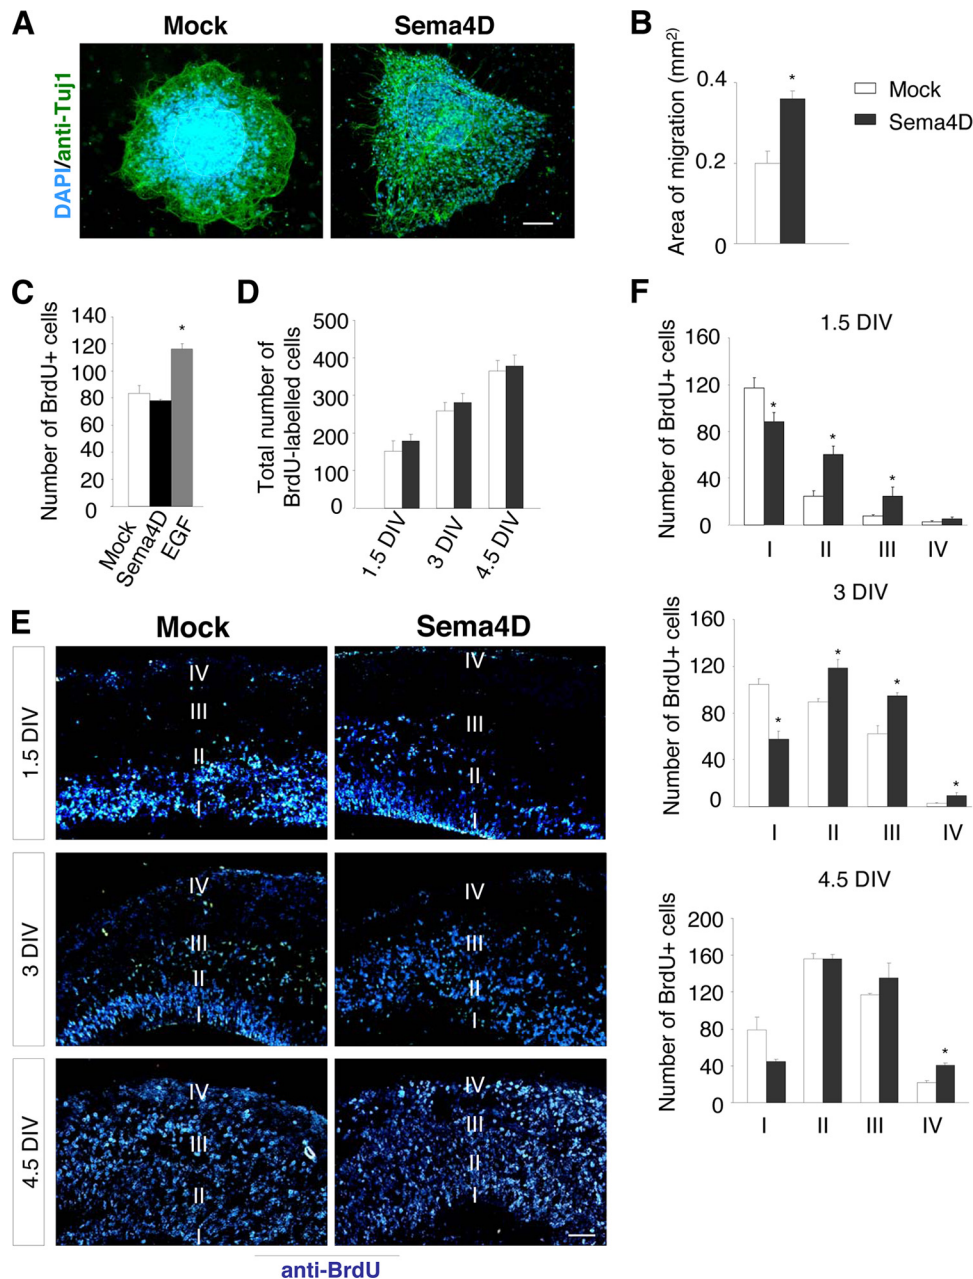 A
Mock
Sema4D
DAPI/anti-Tuj1
B
Area of migration (mm²)
0.4
0.2
0
*
Mock
Sema4D
C
Number of BrdU+ cells
140
120
100
80
60
40
20
0
*
Mock
Sema4D
EGF
D
Total number of
BrdU-labelled cells
500
400
300
200
100
0
1.5 DIV
3 DIV
4.5 DIV
E
Mock
Sema4D
1.5 DIV
IV
III
II
I
IV
III
II
I
3 DIV
IV
III
II
I
IV
III
II
I
4.5 DIV
IV
III
II
I
IV
III
II
I
anti-BrdU
F
1.5 DIV
Number of BrdU+ cells
160
120
80
40
0
* * *
I II III IV
3 DIV
Number of BrdU+ cells
160
120
80
40
0
* * * *
I II III IV
4.5 DIV
Number of BrdU+ cells
200
160
120
80
40
0
*
I II III IV